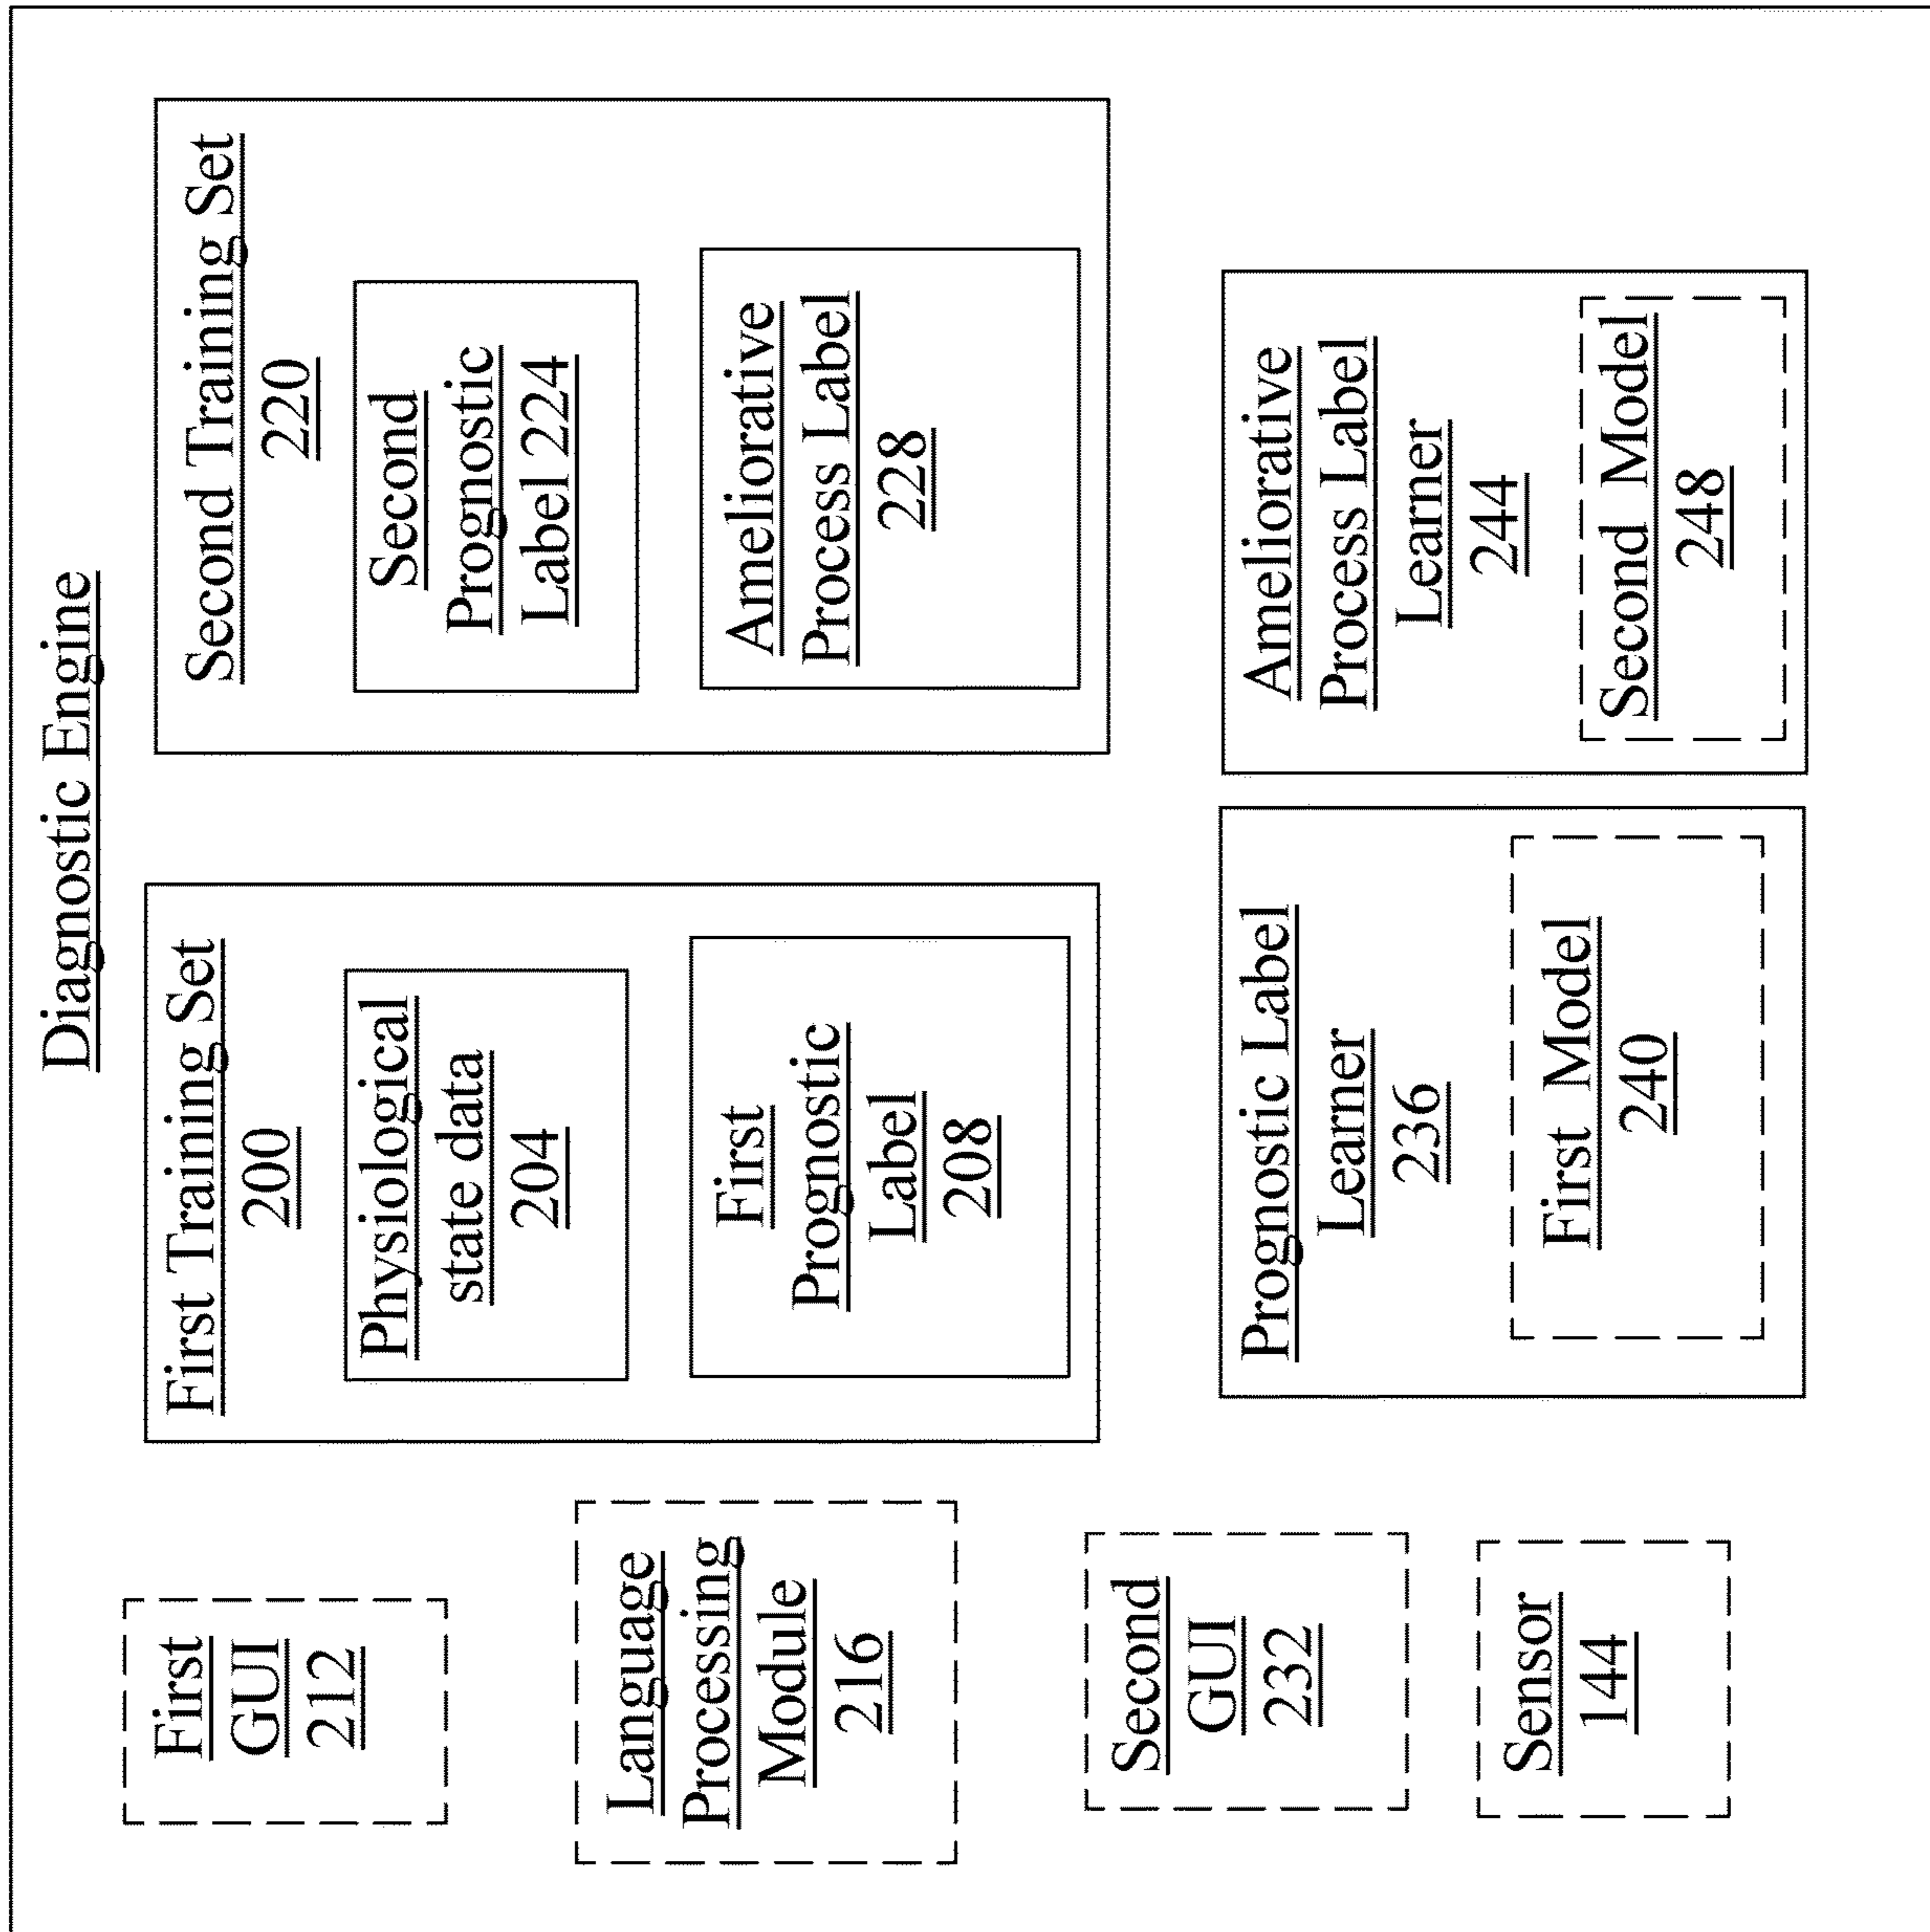 Diagnostic Engine
First
GUI
212
Language
Processing
Module
216
Second
GUI
232
Sensor
144
First Training Set
200
Physiological
state data
204
First
Prognostic
Label
208
Prognostic Label
Learner
236
First Model
240
Second Training Set
220
Second
Prognostic
Label 224
Ameliorative
Process Label
228
Ameliorative
Process Label
Learner
244
Second Model
248